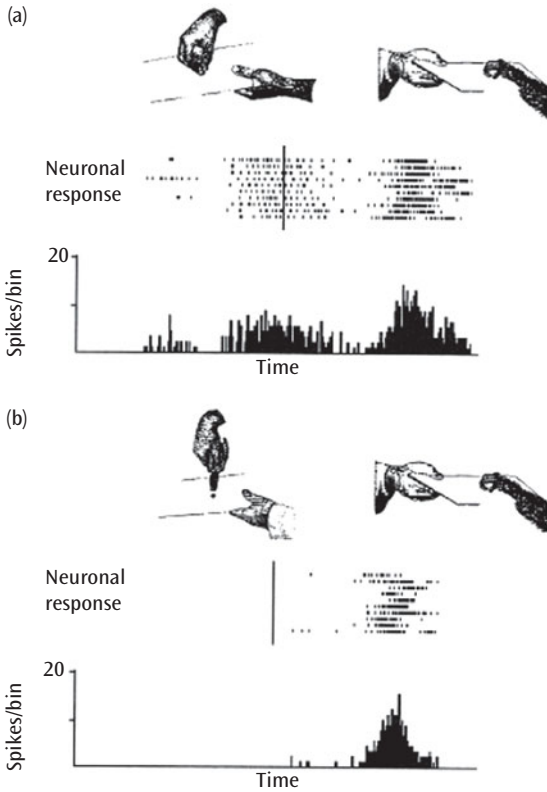 (a)
Neuronal
response
20
Spikes/bin
Time
(b)
Neuronal
response
20
Spikes/bin
Time